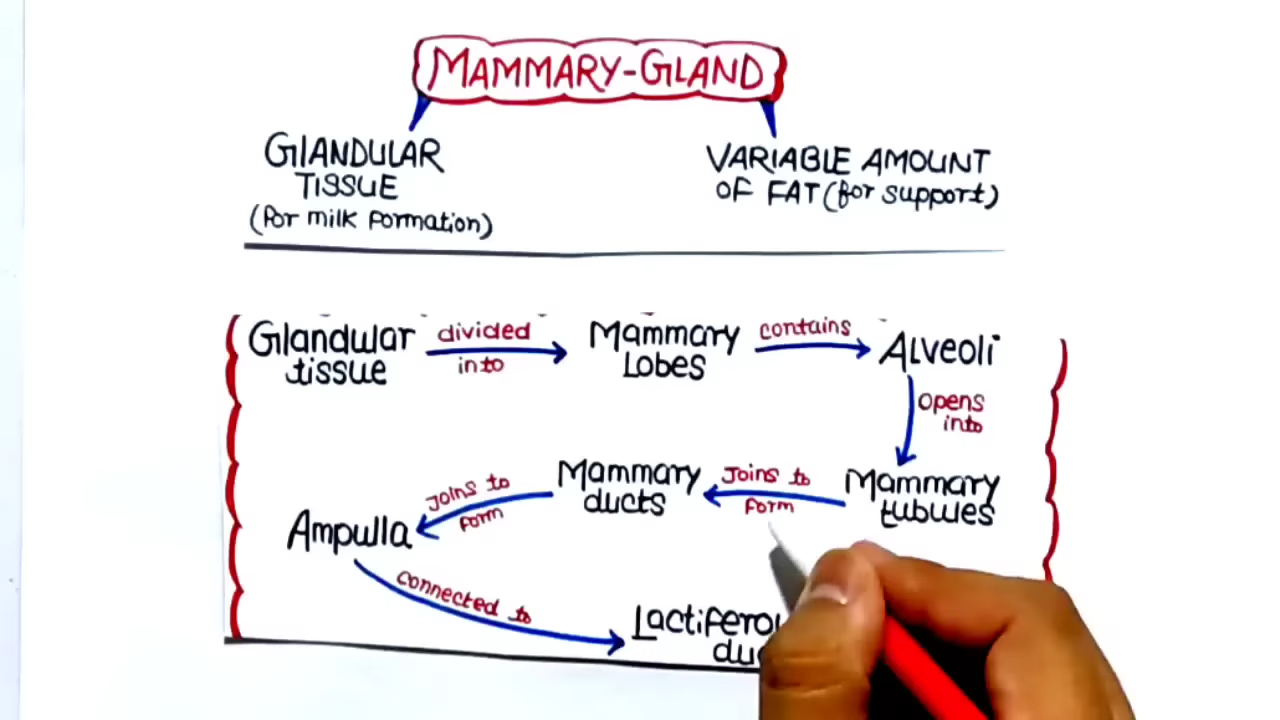 MAMMARY-GLAND
GLANDULAR
TISSUE
(for milk formation)
VARIABLE AMOUNT
OF FAT (for support)
Glandular
tissue
divided
into
Mammary
Lobes
contains
ALveoli
opens
into
Mammary
tubules
Joins to
form
Mammary
ducts
Joins to
form
Ampulla
connected to